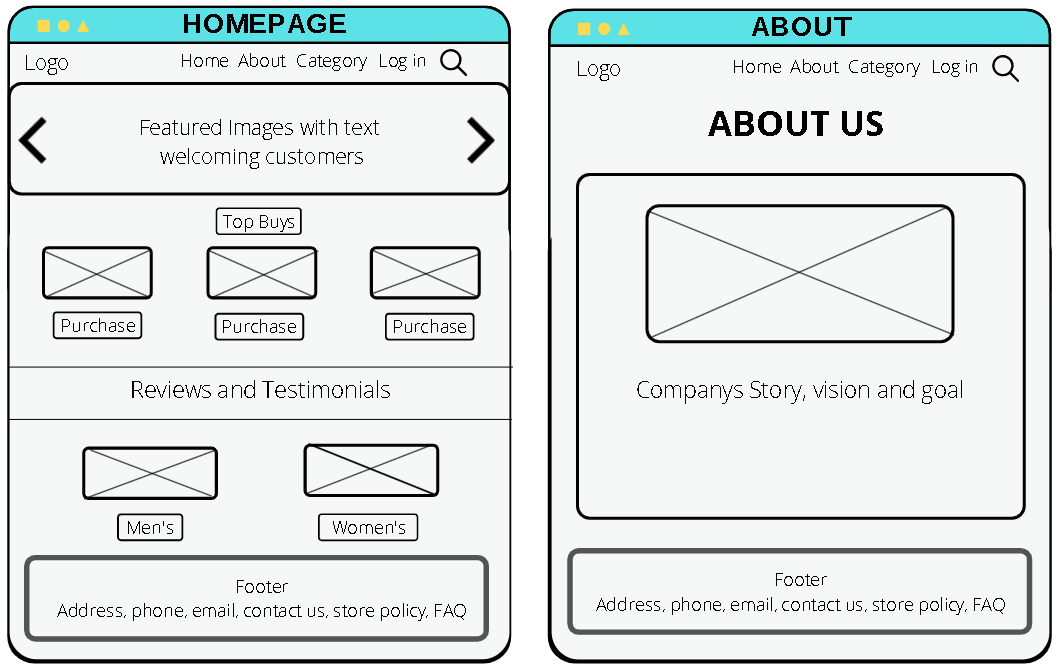 HOMEPAGE
Logo
Home About Category Log in
Featured Images with text
welcoming customers
Top Buys
Purchase
Purchase
Purchase
Reviews and Testimonials
Men's
Women's
Footer
Address, phone, email, contact us, store policy, FAQ
ABOUT
Logo
Home About Category Log in
ABOUT US
Companys Story, vision and goal
Footer
Address, phone, email, contact us, store policy, FAQ